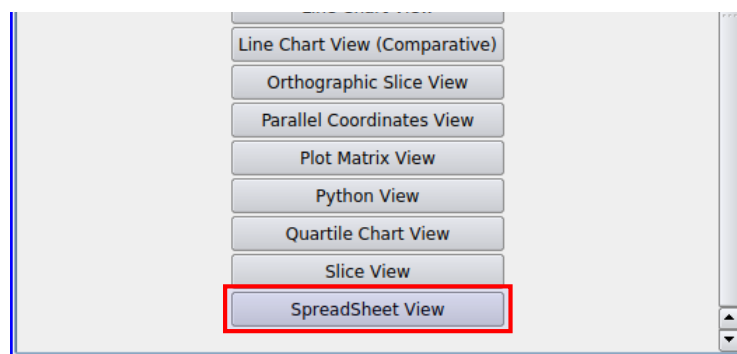 Line Chart View (Comparative)
Orthographic Slice View
Parallel Coordinates View
Plot Matrix View
Python View
Quartile Chart View
Slice View
SpreadSheet View